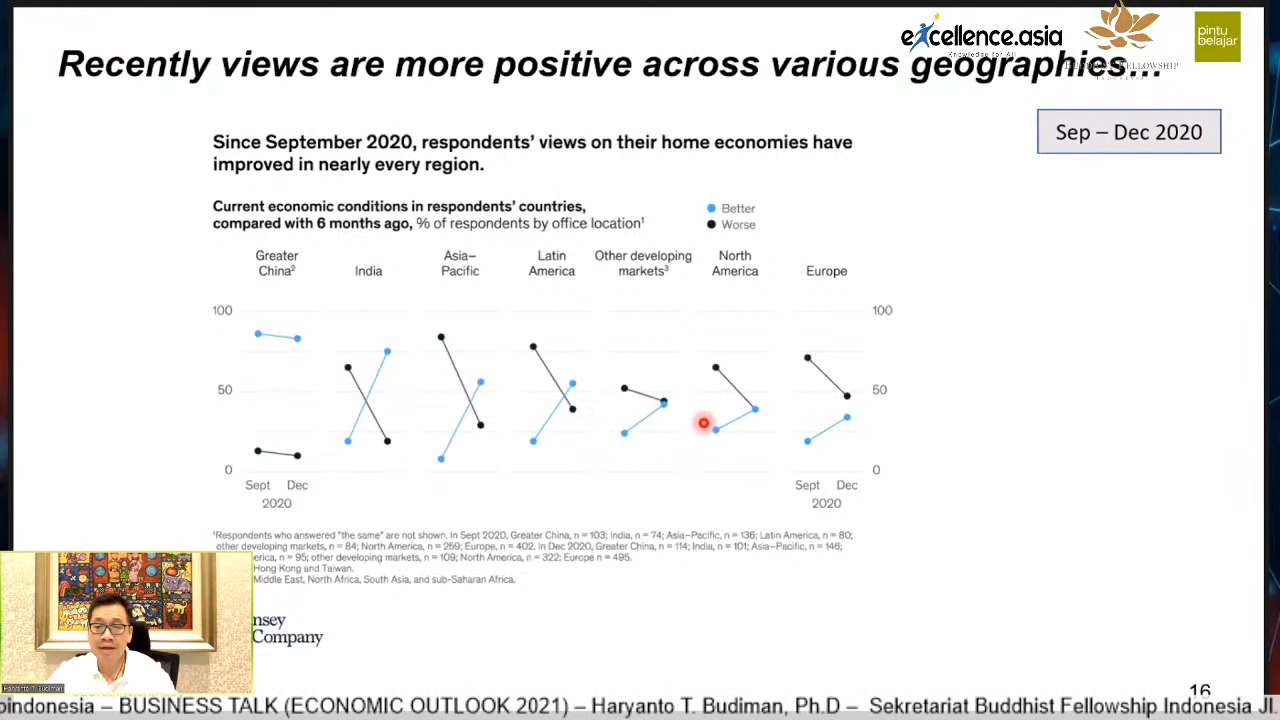 excellence.asia
Knowledge for All
pintu
belajar
Recently views are more positive across various geographies…
BUDDHIST FELLOWSHIP
INDONESIA
Sep – Dec 2020
Since September 2020, respondents’ views on their home economies have
improved in nearly every region.
Current economic conditions in respondents’ countries,
compared with 6 months ago, % of respondents by office location¹
Better
Worse
Greater
China²
India
Asia–
Pacific
Latin
America
Other developing
markets³
North
America
Europe
100
100
50
50
0
0
Sept Dec
2020
Sept Dec
2020
¹Respondents who answered “the same” are not shown. In Sept 2020, Greater China, n = 103; India, n = 74; Asia–Pacific, n = 136; Latin America, n = 80;
other developing markets, n = 84; North America, n = 259; Europe, n = 402. In Dec 2020, Greater China, n = 114; India, n = 101; Asia–Pacific, n = 146;
erica, n = 95; other developing markets, n = 109; North America, n = 322; Europe n = 495.
Hong Kong and Taiwan.
Middle East, North Africa, South Asia, and sub-Saharan Africa.
nsey
Company
Haryanto T. Budiman
16
oindonesia – BUSINESS TALK (ECONOMIC OUTLOOK 2021) – Haryanto T. Budiman, Ph.D – Sekretariat Buddhist Fellowship Indonesia Jl.